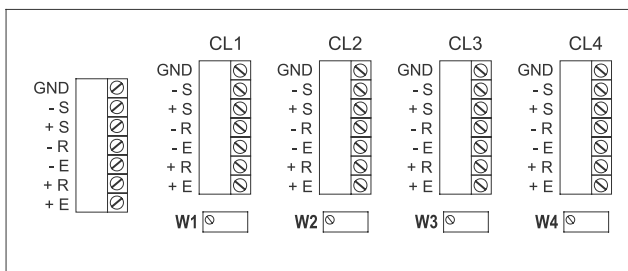 CL1 CL2 CL3 CL4
GND
- S
+ S
- R
- E
+ R
+ E
GND
- S
+ S
- R
- E
+ R
+ E
GND
- S
+ S
- R
- E
+ R
+ E
GND
- S
+ S
- R
- E
+ R
+ E
GND
- S
+ S
- R
- E
+ R
+ E
W1 W2 W3 W4